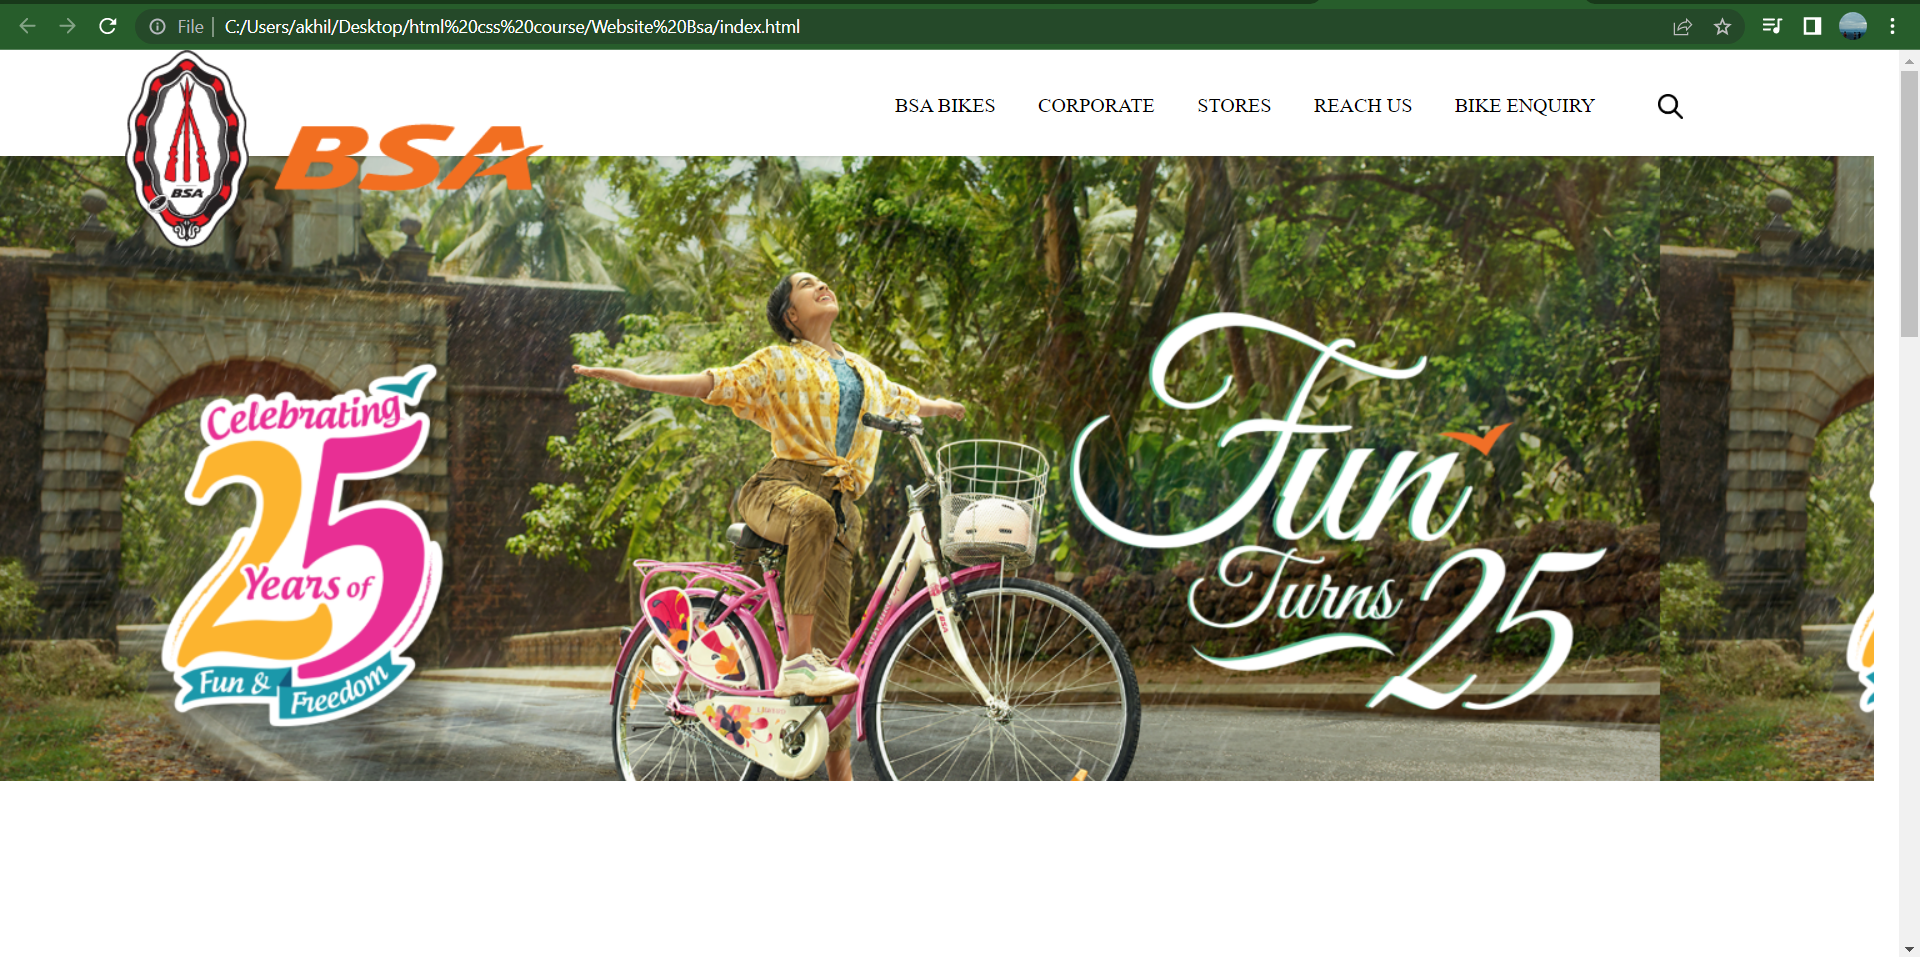 File
C:/Users/akhil/Desktop/html%20css%20course/Website%20Bsa/index.html
BSA
BSA
BSA BIKES
CORPORATE
STORES
REACH US
BIKE ENQUIRY
Celebrating
25
Years of
Fun &
Freedom
Fun
Turns
25
BSA